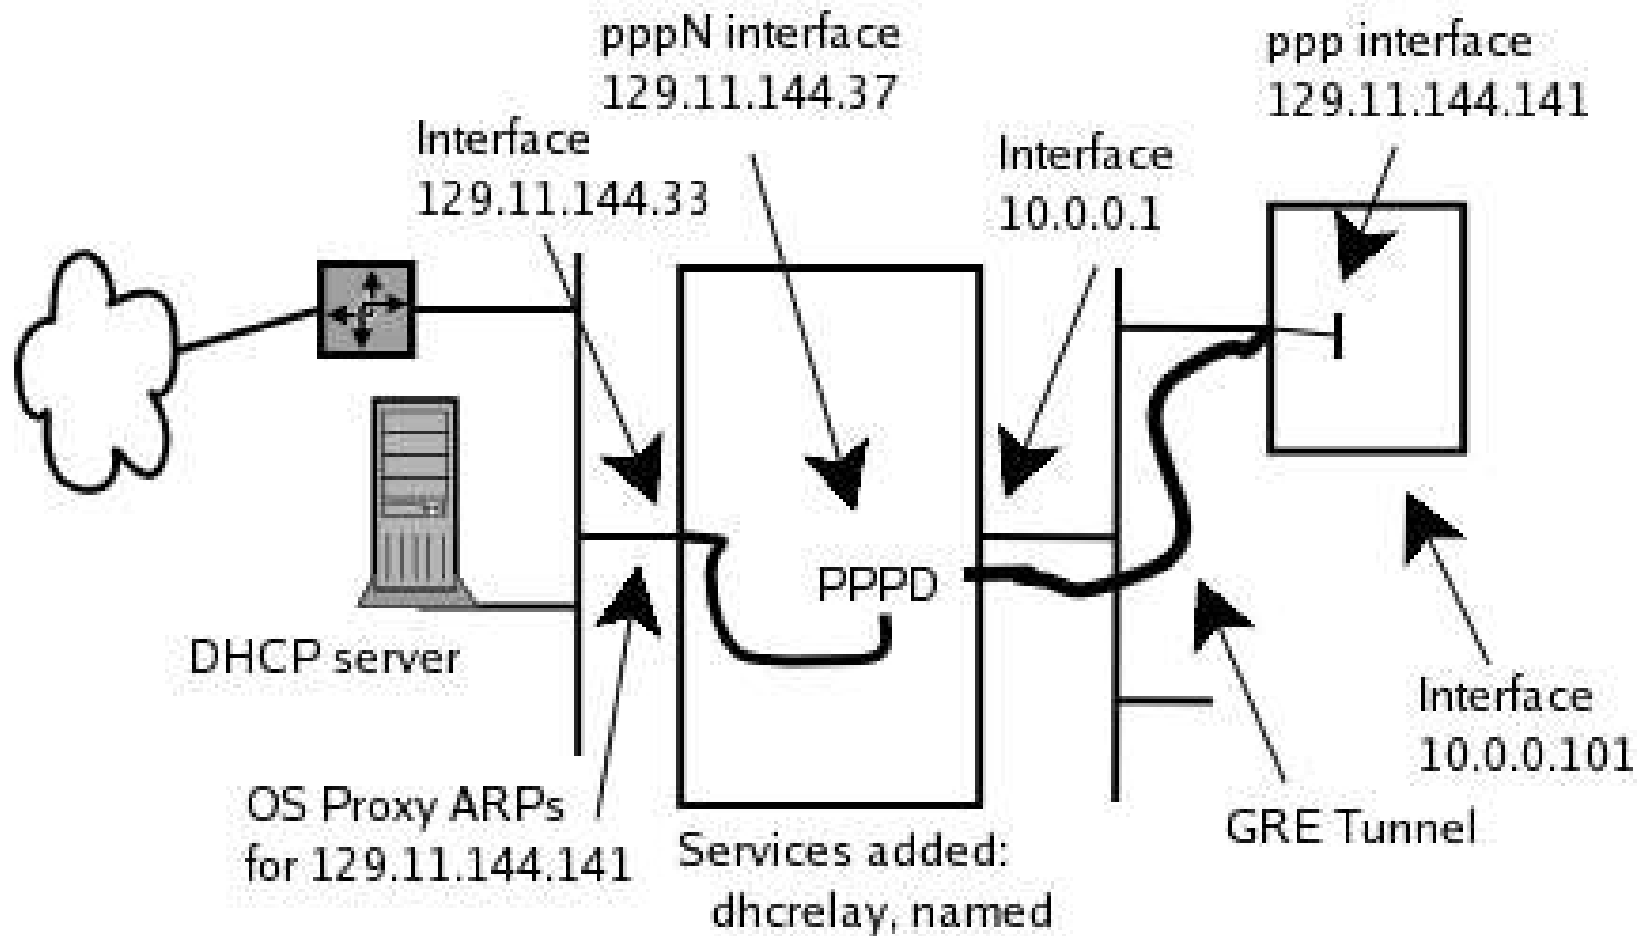 pppN interface
129.11.144.37
ppp interface
129.11.144.141
Interface
129.11.144.33
Interface
10.0.0.1
PPPD
DHCP server
Interface
10.0.0.101
OS Proxy ARPs
for 129.11.144.141
GRE Tunnel
Services added:
dhcrelay, named